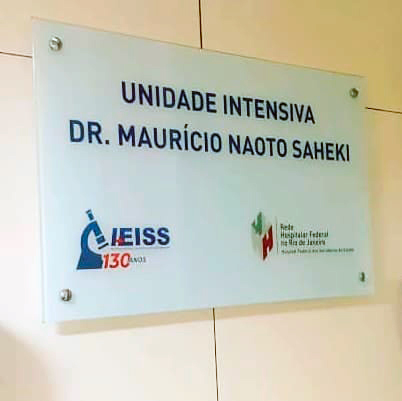 UNIDADE INTENSIVA
DR. MAURÍCIO NAOTO SAHEKI
IEISS
130 ANOS
Rede
Hospitalar Federal
no Rio de Janeiro